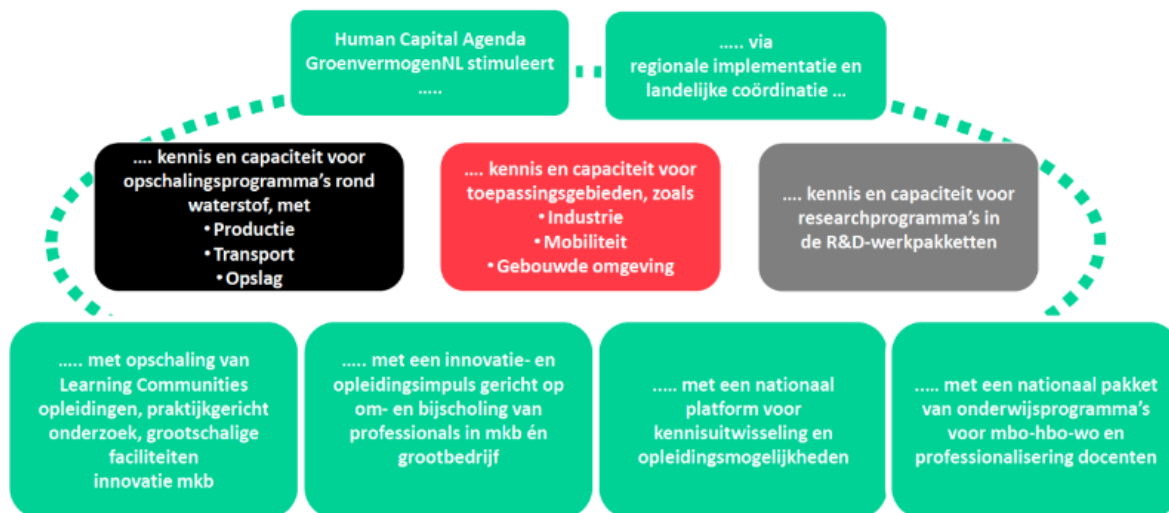 Human Capital Agenda
GroenvermogenNL stimuleert
.....
..... via
regionale implementatie en
landelijke coördinatie ...
.... kennis en capaciteit voor
opschalingsprogramma's rond
waterstof, met
• Productie
• Transport
• Opslag
.... kennis en capaciteit voor
toepassingsgebieden, zoals
• Industrie
• Mobiliteit
• Gebouwde omgeving
.... kennis en capaciteit voor
researchprogramma's in
de R&D-werkpakketten
..... met opschaling van
Learning Communities
opleidingen, praktijkgericht
onderzoek, grootschalige
faciliteiten
innovatie mkb
..... met een innovatie- en
opleidingsimpuls gericht op
om- en bijscholing van
professionals in mkb én
grootbedrijf
..... met een nationaal
platform voor
kennisuitwisseling en
opleidingsmogelijkheden
..... met een nationaal pakket
van onderwijsprogramma's
voor mbo-hbo-wo en
professionalisering docenten